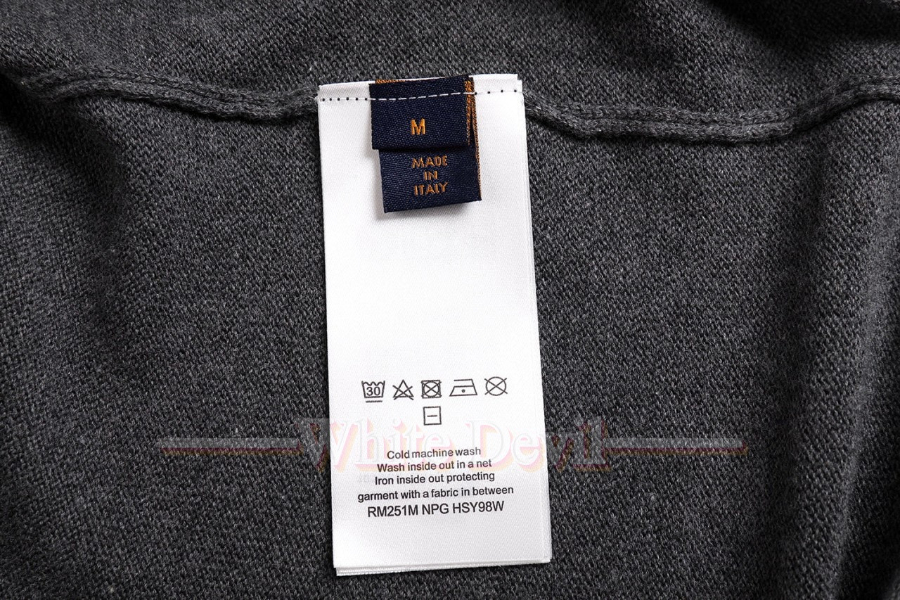 M
MADE
IN
ITALY
30
White Devil
Cold machine wash
Wash inside out in a net
Iron inside out protecting
garment with a fabric in between
RM251M NPG HSY98W